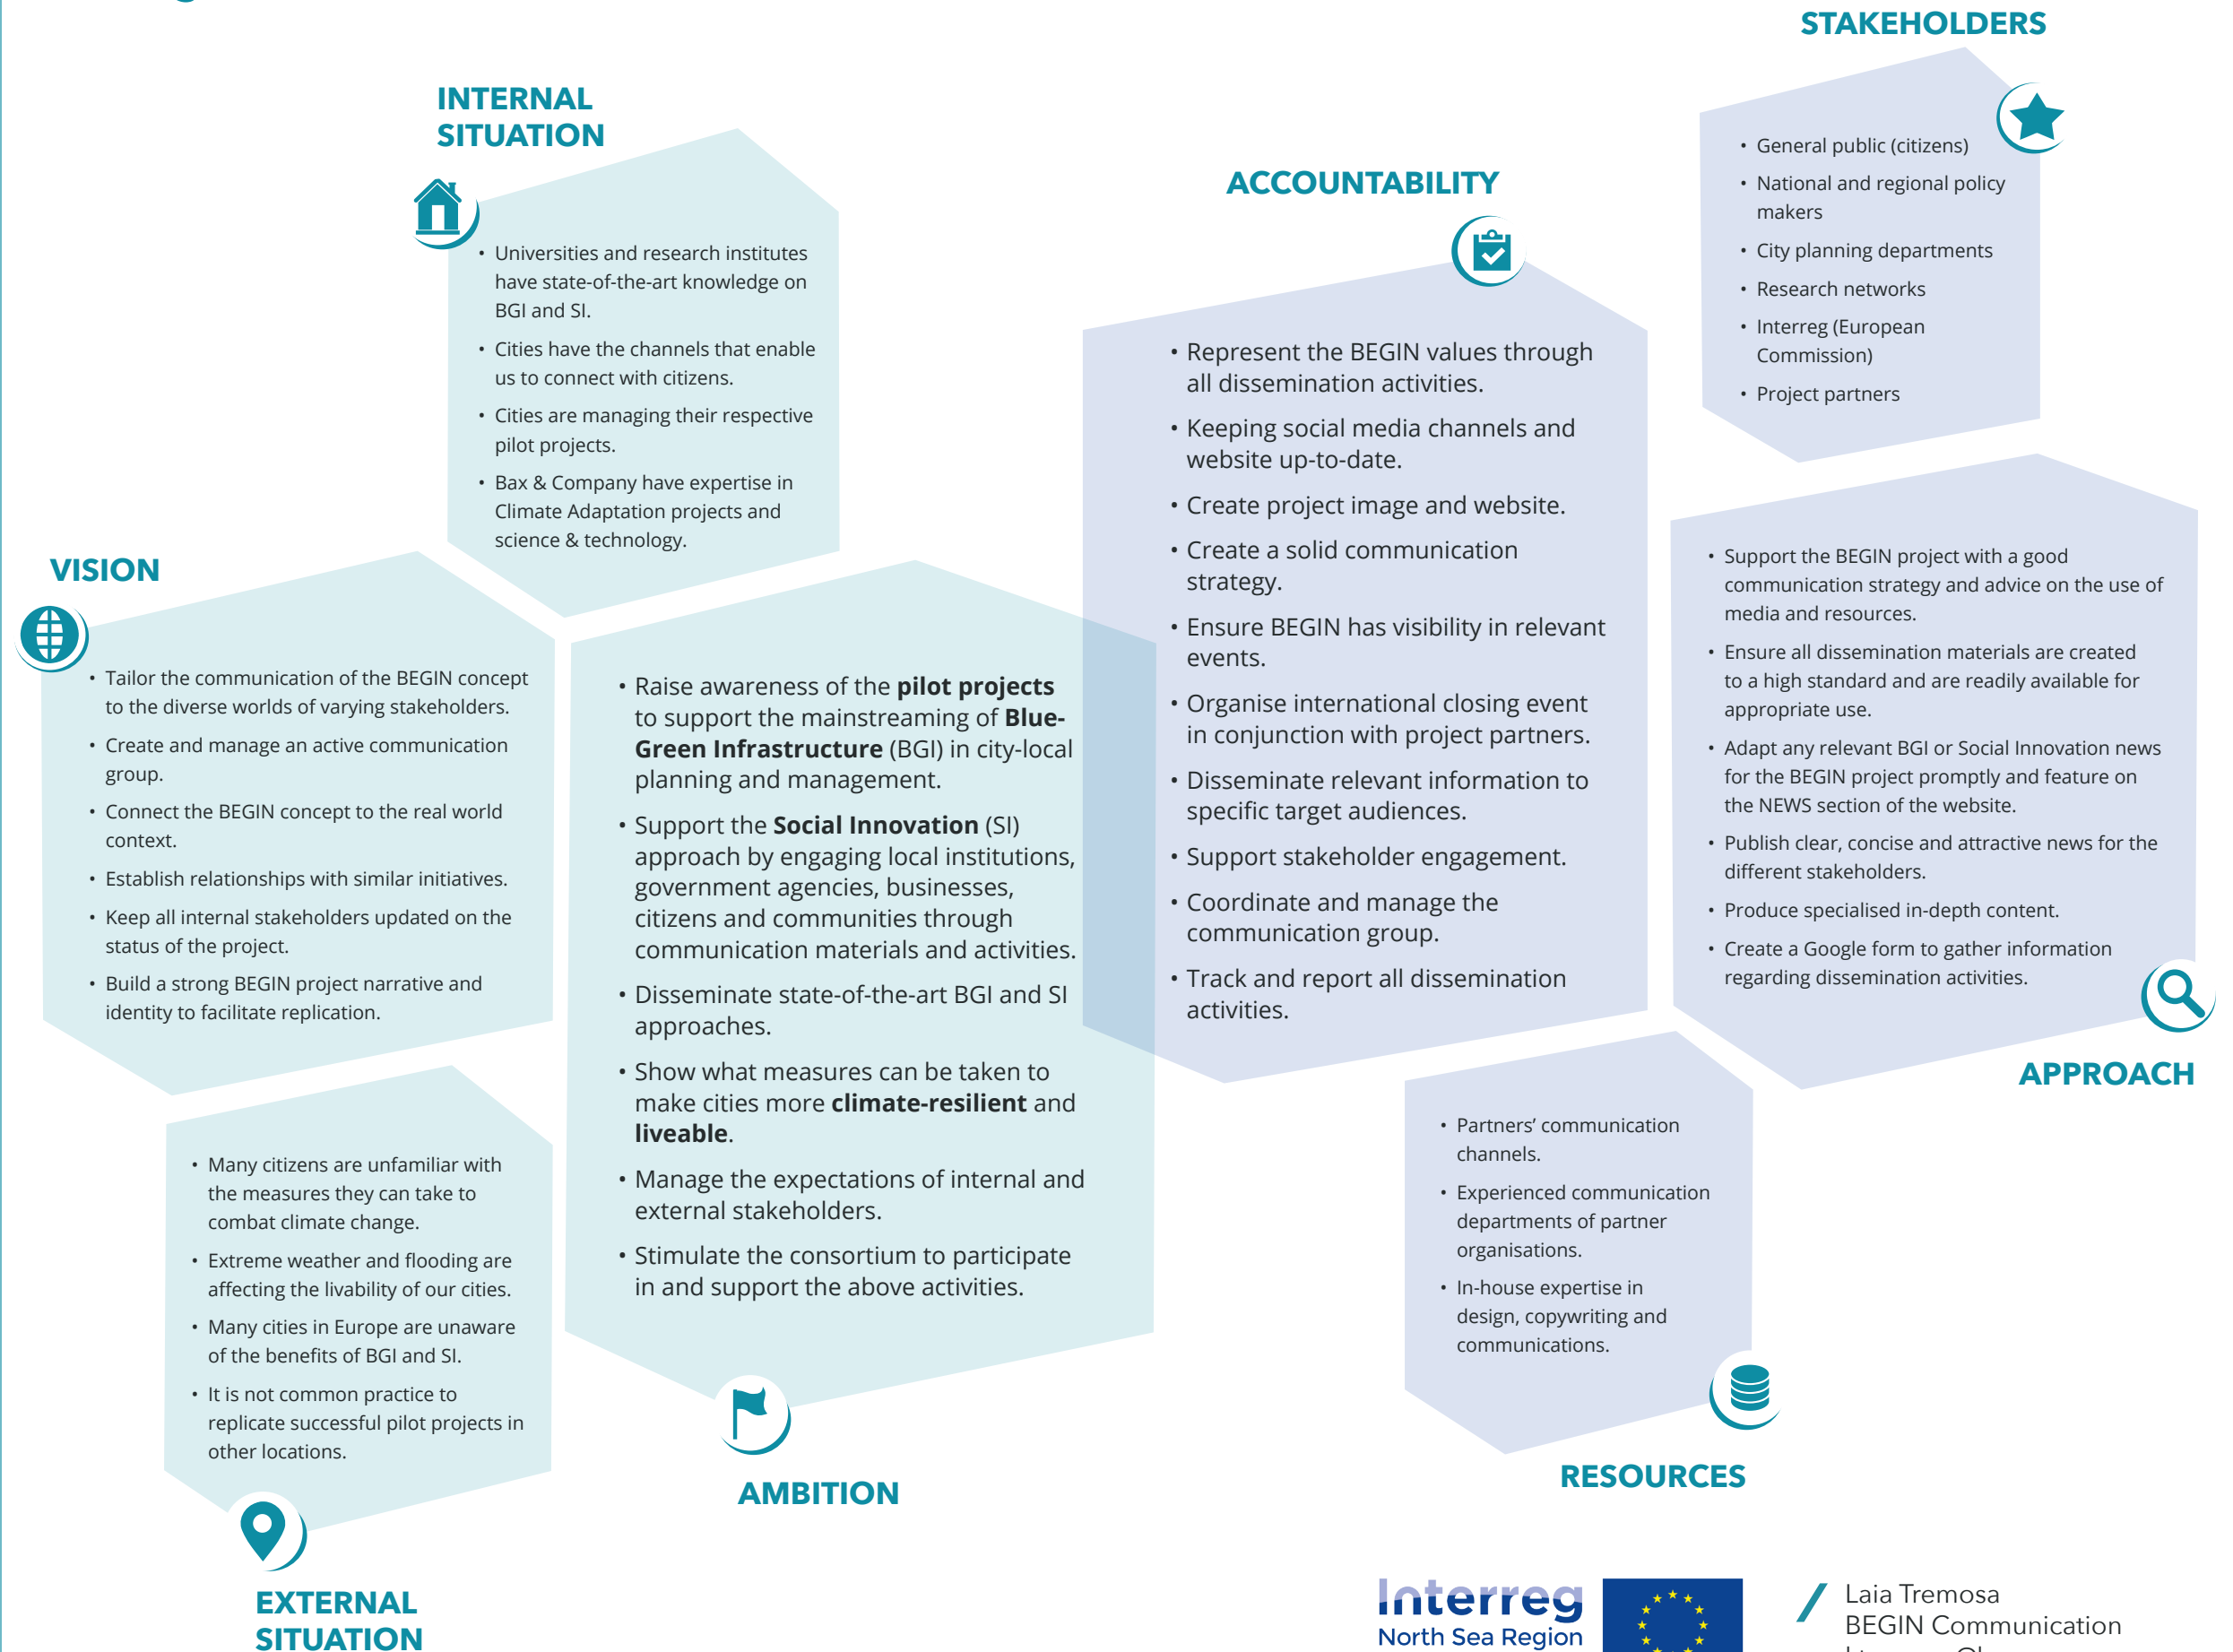 STAKEHOLDERS
• General public (citizens)
• National and regional policy
makers
• City planning departments
• Research networks
• Interreg (European
Commission)
• Project partners
INTERNAL
SITUATION
• Universities and research institutes
have state-of-the-art knowledge on
BGI and SI.
• Cities have the channels that enable
us to connect with citizens.
• Cities are managing their respective
pilot projects.
• Bax & Company have expertise in
Climate Adaptation projects and
science & technology.
ACCOUNTABILITY
• Represent the BEGIN values through
all dissemination activities.
• Keeping social media channels and
website up-to-date.
• Create project image and website.
• Create a solid communication
strategy.
• Ensure BEGIN has visibility in relevant
events.
• Organise international closing event
in conjunction with project partners.
• Disseminate relevant information to
specific target audiences.
• Support stakeholder engagement.
• Coordinate and manage the
communication group.
• Track and report all dissemination
activities.
VISION
• Tailor the communication of the BEGIN concept
to the diverse worlds of varying stakeholders.
• Create and manage an active communication
group.
• Connect the BEGIN concept to the real world
context.
• Establish relationships with similar initiatives.
• Keep all internal stakeholders updated on the
status of the project.
• Build a strong BEGIN project narrative and
identity to facilitate replication.
• Raise awareness of the pilot projects
to support the mainstreaming of Blue-
Green Infrastructure (BGI) in city-local
planning and management.
• Support the Social Innovation (SI)
approach by engaging local institutions,
government agencies, businesses,
citizens and communities through
communication materials and activities.
• Disseminate state-of-the-art BGI and SI
approaches.
• Show what measures can be taken to
make cities more climate-resilient and
liveable.
• Manage the expectations of internal and
external stakeholders.
• Stimulate the consortium to participate
in and support the above activities.
AMBITION
• Support the BEGIN project with a good
communication strategy and advice on the use of
media and resources.
• Ensure all dissemination materials are created
to a high standard and are readily available for
appropriate use.
• Adapt any relevant BGI or Social Innovation news
for the BEGIN project promptly and feature on
the NEWS section of the website.
• Publish clear, concise and attractive news for the
different stakeholders.
• Produce specialised in-depth content.
• Create a Google form to gather information
regarding dissemination activities.
APPROACH
• Many citizens are unfamiliar with
the measures they can take to
combat climate change.
• Extreme weather and flooding are
affecting the livability of our cities.
• Many cities in Europe are unaware
of the benefits of BGI and SI.
• It is not common practice to
replicate successful pilot projects in
other locations.
EXTERNAL
SITUATION
• Partners’ communication
channels.
• Experienced communication
departments of partner
organisations.
• In-house expertise in
design, copywriting and
communications.
RESOURCES
Interreg
North Sea Region
Laia Tremosa
BEGIN Communication